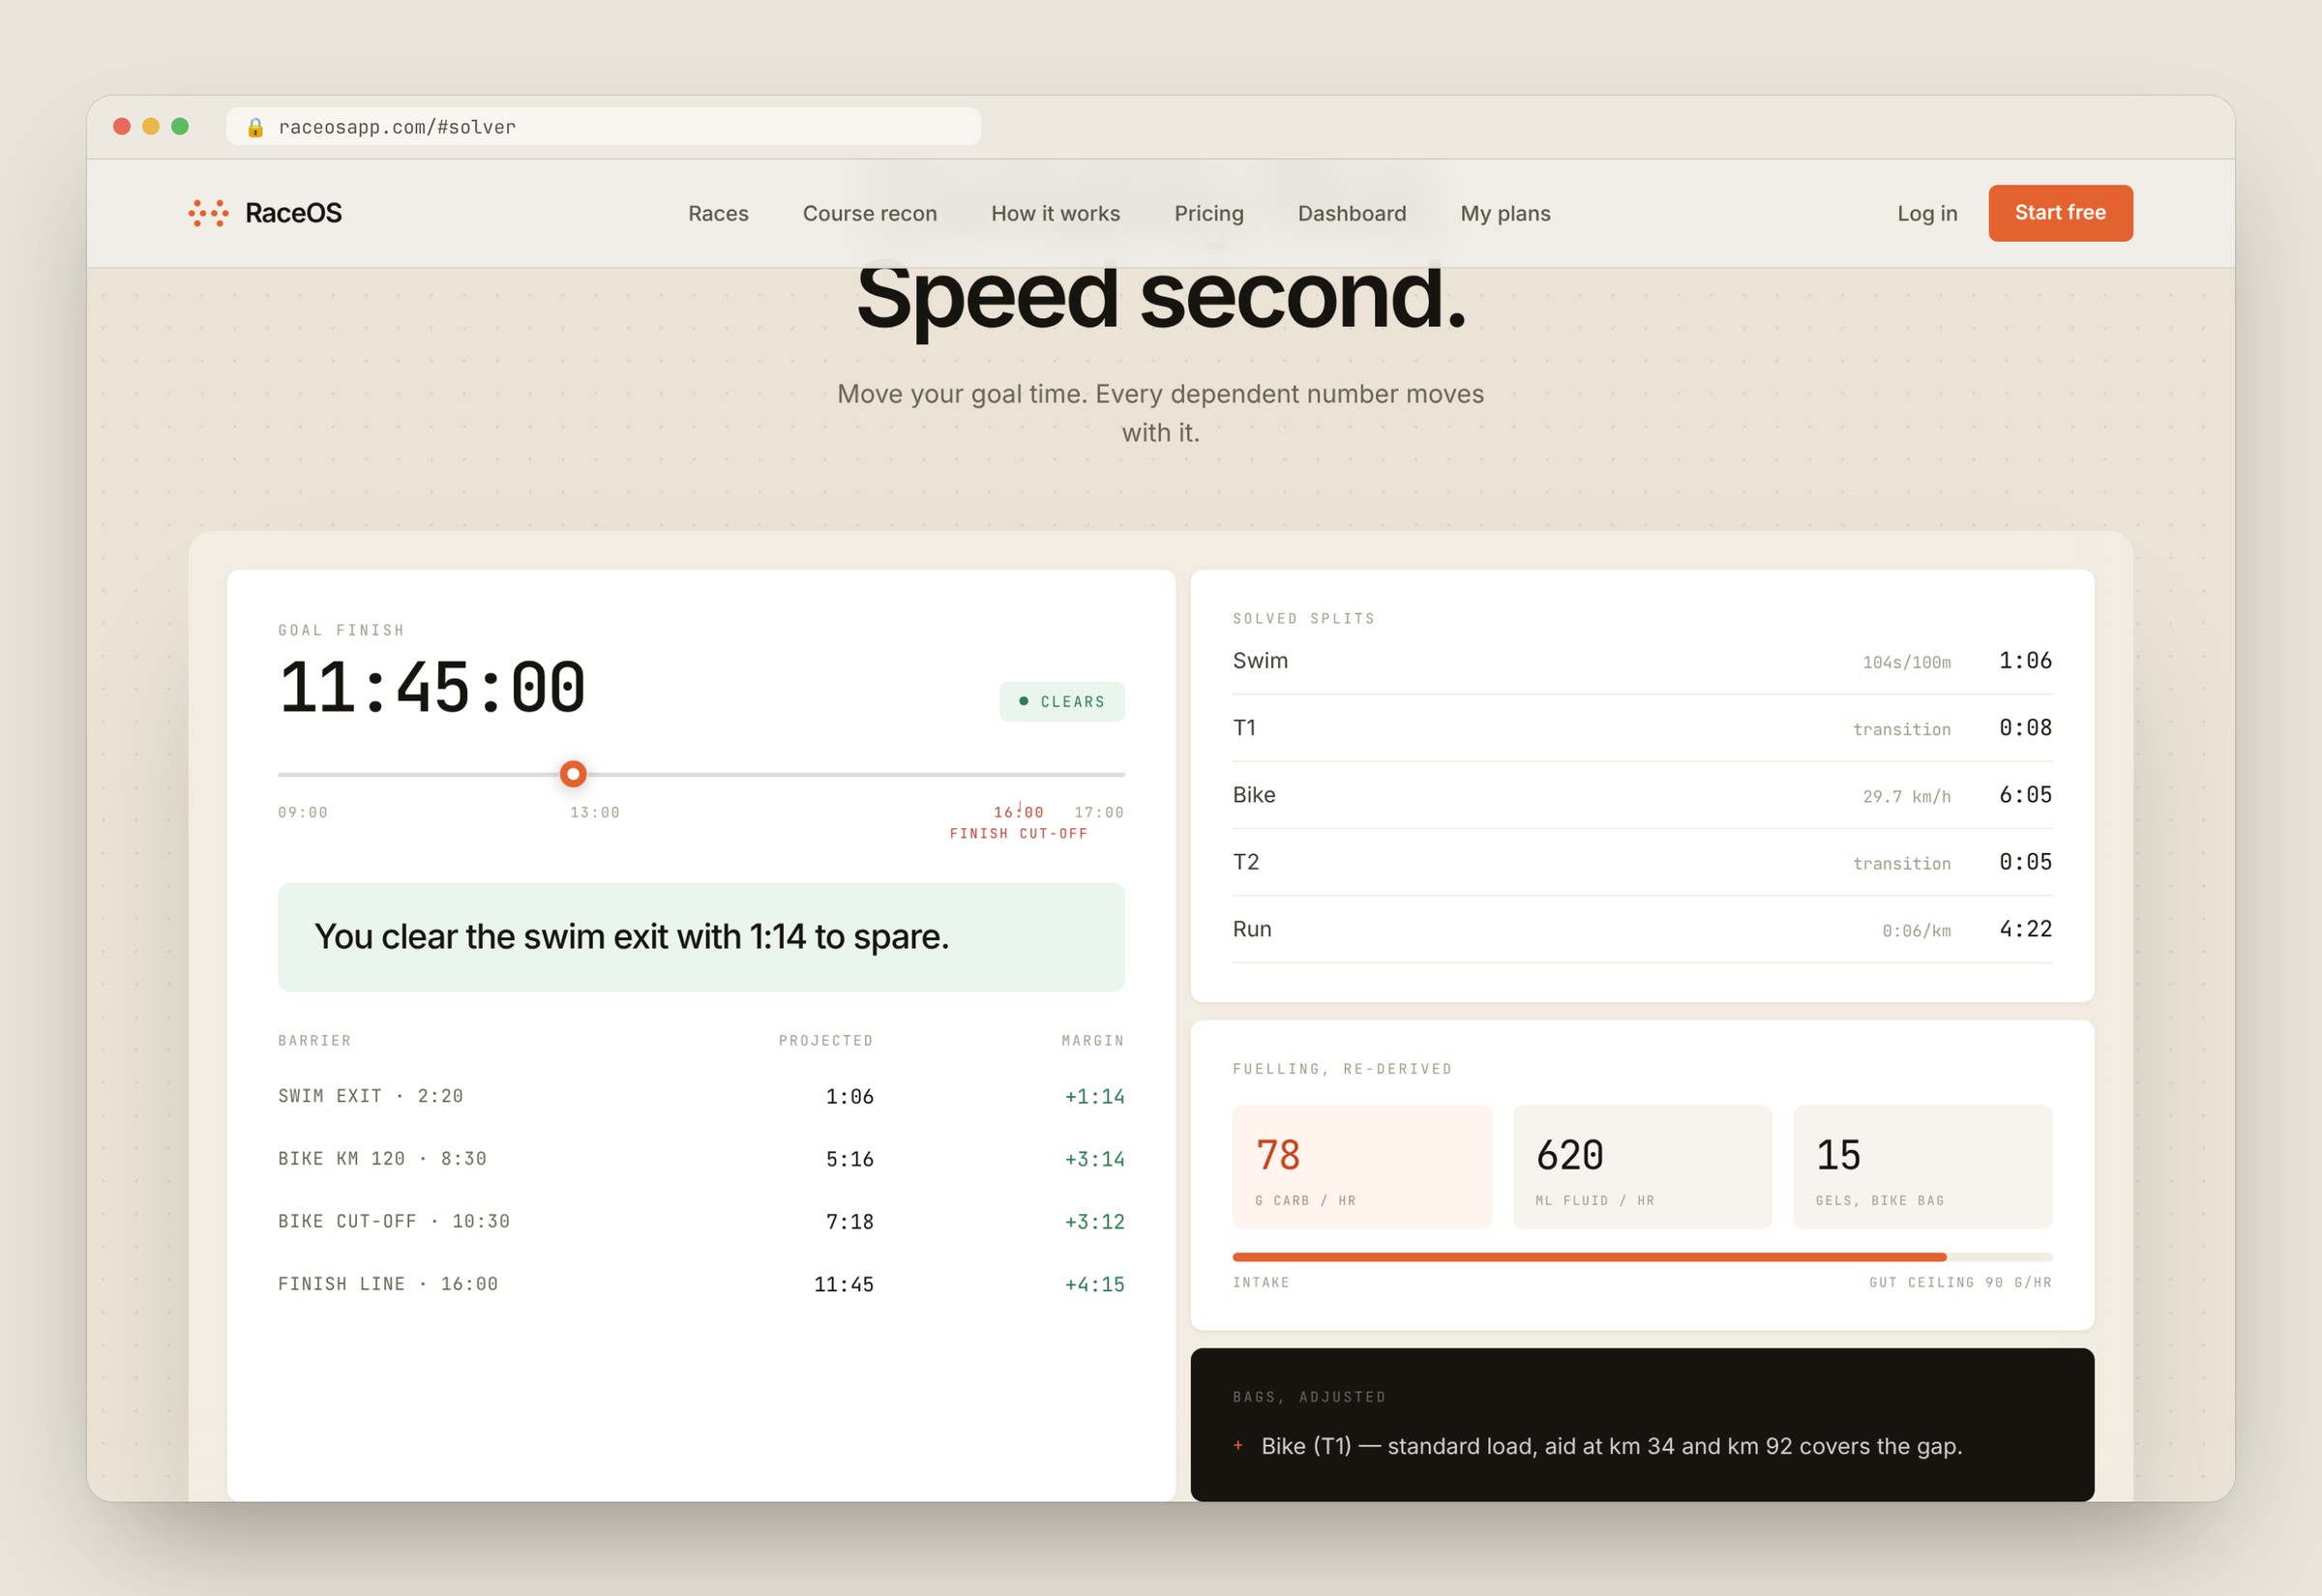 raceosapp.com/#solver
RaceOS
Races
Course recon
How it works
Pricing
Dashboard
My plans
Log in
Start free
Speed second.
Move your goal time. Every dependent number moves
with it.
GOAL FINISH
11:45:00
CLEARS
09:00
13:00
16:00
17:00
FINISH CUT-OFF
You clear the swim exit with 1:14 to spare.
BARRIER PROJECTED MARGIN
SWIM EXIT · 2:20 1:06 +1:14
BIKE KM 120 · 8:30 5:16 +3:14
BIKE CUT-OFF · 10:30 7:18 +3:12
FINISH LINE · 16:00 11:45 +4:15
SOLVED SPLITS
Swim 104s/100m 1:06
T1 transition 0:08
Bike 29.7 km/h 6:05
T2 transition 0:05
Run 0:06/km 4:22
FUELLING, RE-DERIVED
78
G CARB / HR
620
ML FLUID / HR
15
GELS, BIKE BAG
INTAKE
GUT CEILING 90 G/HR
BAGS, ADJUSTED
+ Bike (T1) — standard load, aid at km 34 and km 92 covers the gap.